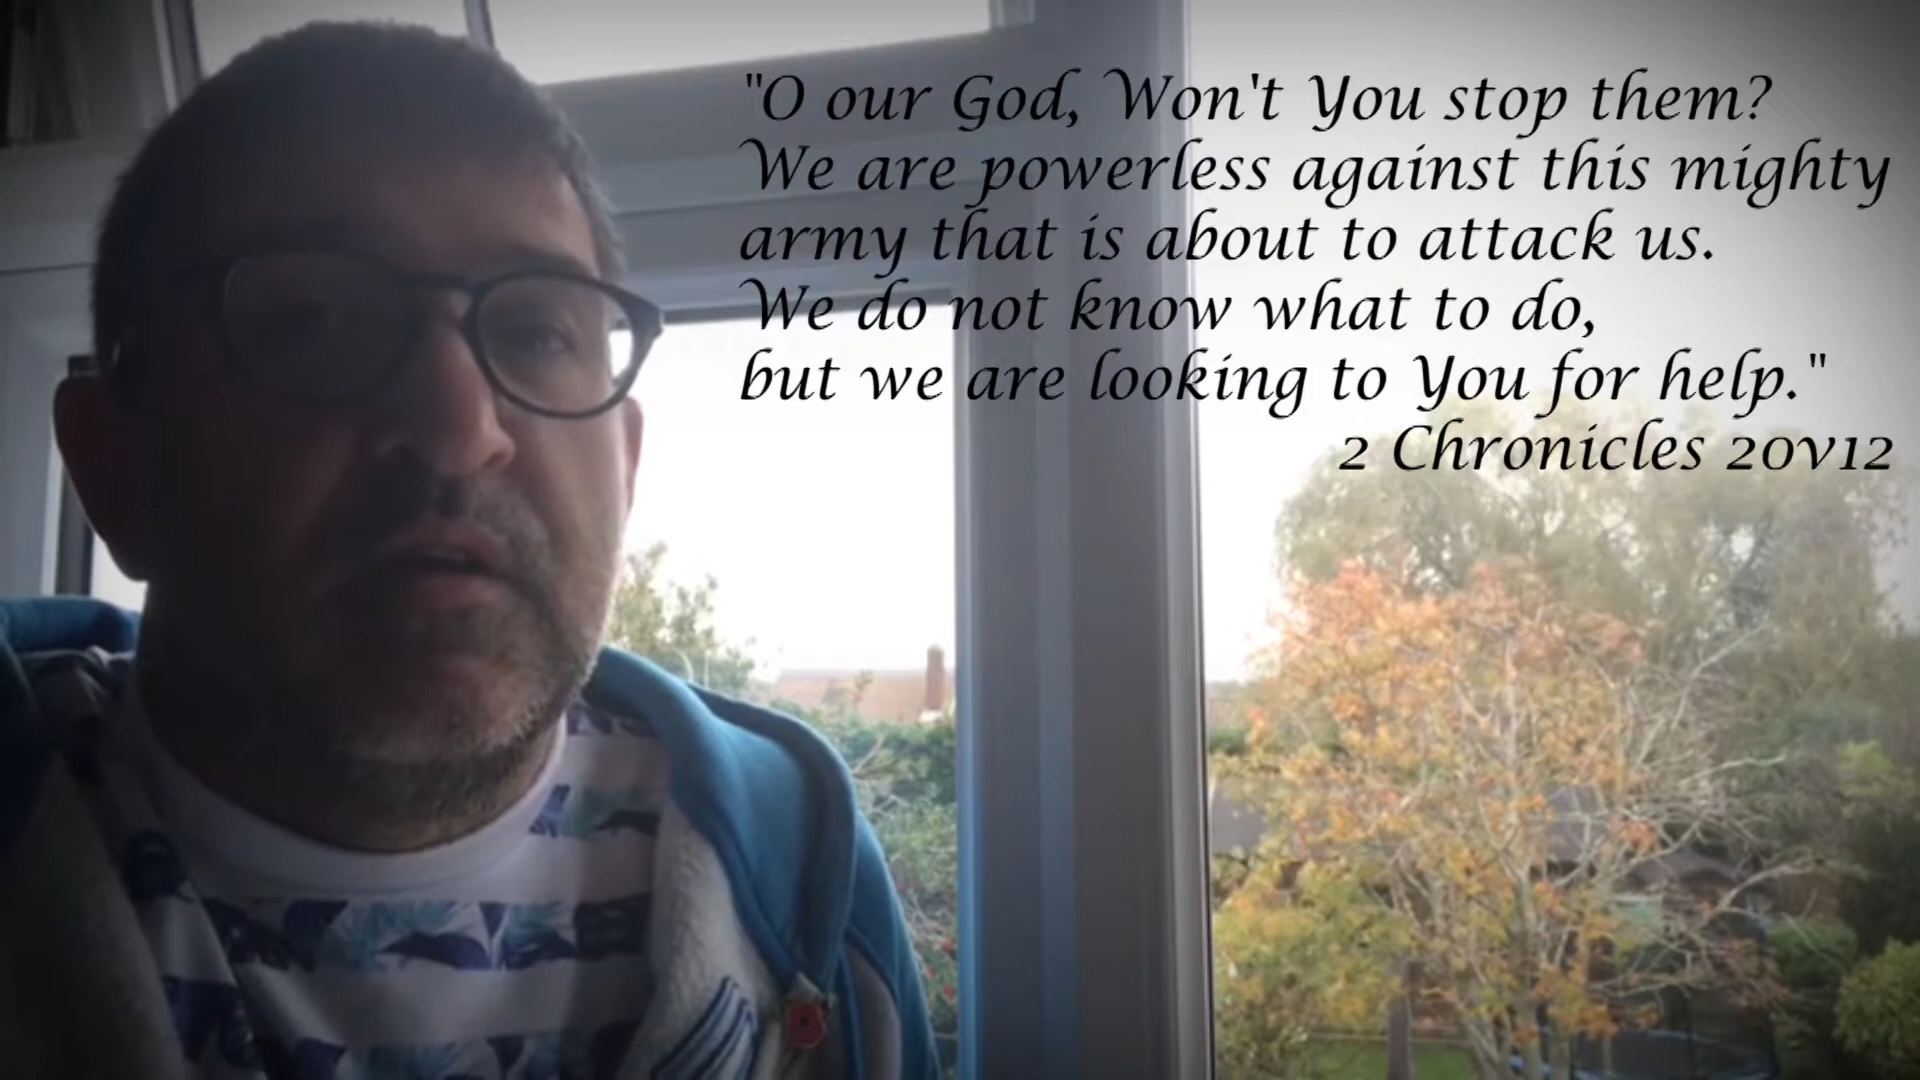 "O our God, Won't You stop them?
We are powerless against this mighty
army that is about to attack us.
We do not know what to do,
but we are looking to You for help."
2 Chronicles 20v12